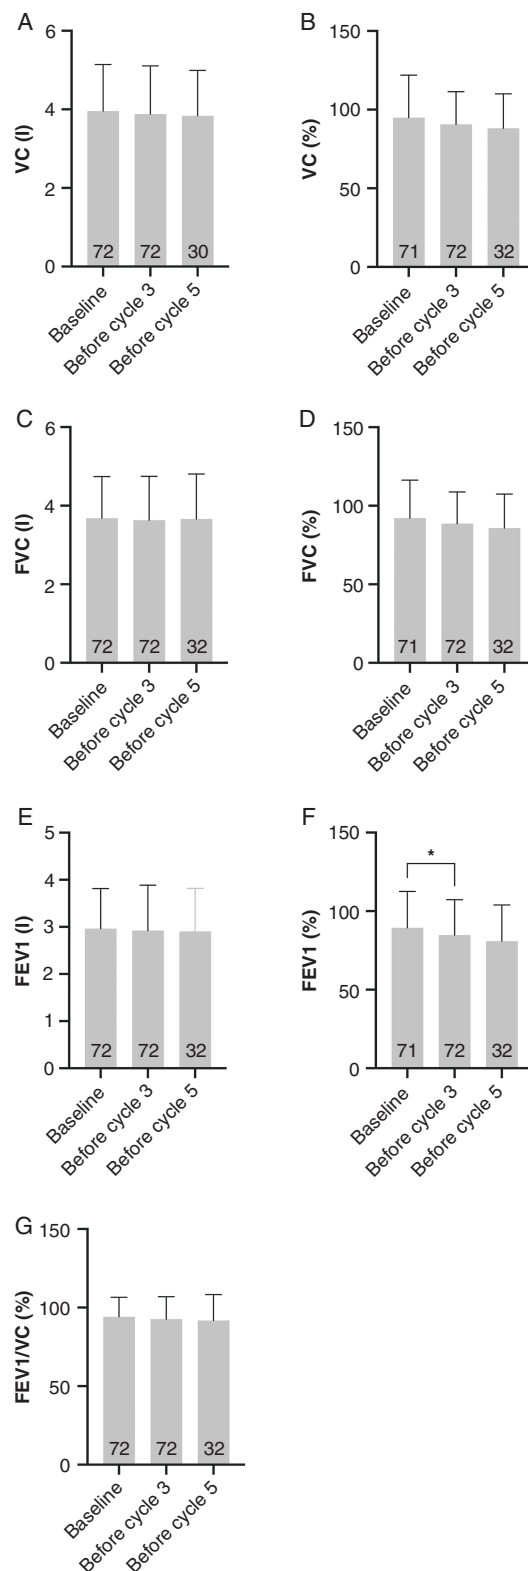 A
6
4
2
0
VC (l)
72 72 30
Baseline
Before cycle 3
Before cycle 5
B
150
100
50
0
VC (%)
71 72 32
Baseline
Before cycle 3
Before cycle 5
C
6
4
2
0
FVC (l)
72 72 32
Baseline
Before cycle 3
Before cycle 5
D
150
100
50
0
FVC (%)
71 72 32
Baseline
Before cycle 3
Before cycle 5
E
5
4
3
2
1
0
FEV1 (l)
72 72 32
Baseline
Before cycle 3
Before cycle 5
F
150
100
50
0
FEV1 (%)
*
71 72 32
Baseline
Before cycle 3
Before cycle 5
G
150
100
50
0
FEV1/VC (%)
72 72 32
Baseline
Before cycle 3
Before cycle 5